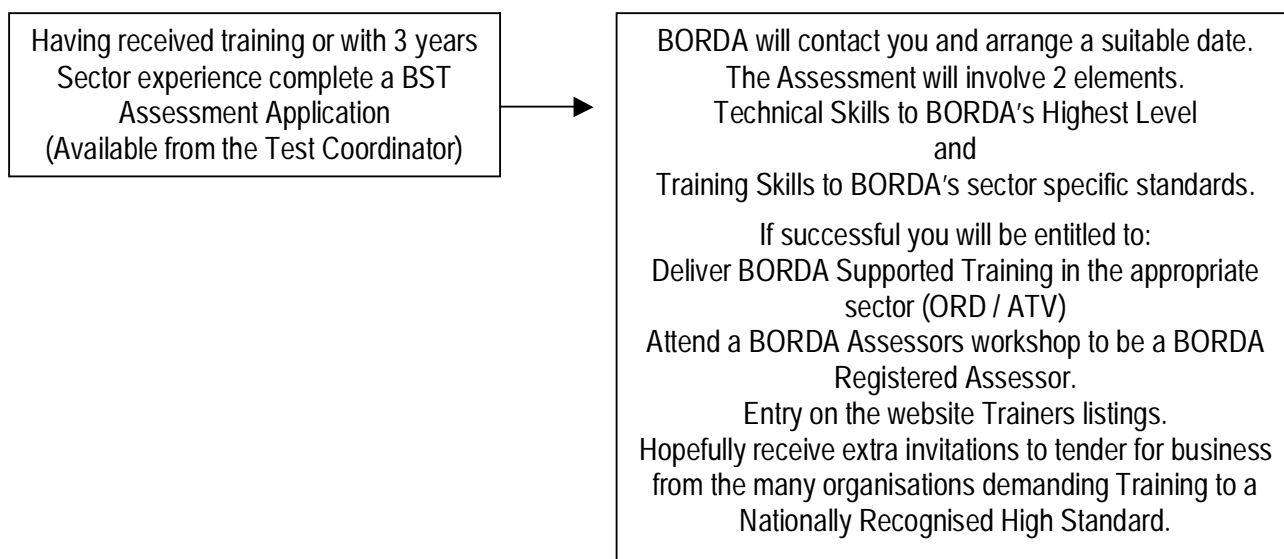 Having received training or with 3 years
Sector experience complete a BST
Assessment Application
(Available from the Test Coordinator)
BORDA will contact you and arrange a suitable date.
The Assessment will involve 2 elements.
Technical Skills to BORDA's Highest Level
and
Training Skills to BORDA's sector specific standards.
If successful you will be entitled to:
Deliver BORDA Supported Training in the appropriate
sector (ORD / ATV)
Attend a BORDA Assessors workshop to be a BORDA
Registered Assessor.
Entry on the website Trainers listings.
Hopefully receive extra invitations to tender for business
from the many organisations demanding Training to a
Nationally Recognised High Standard.